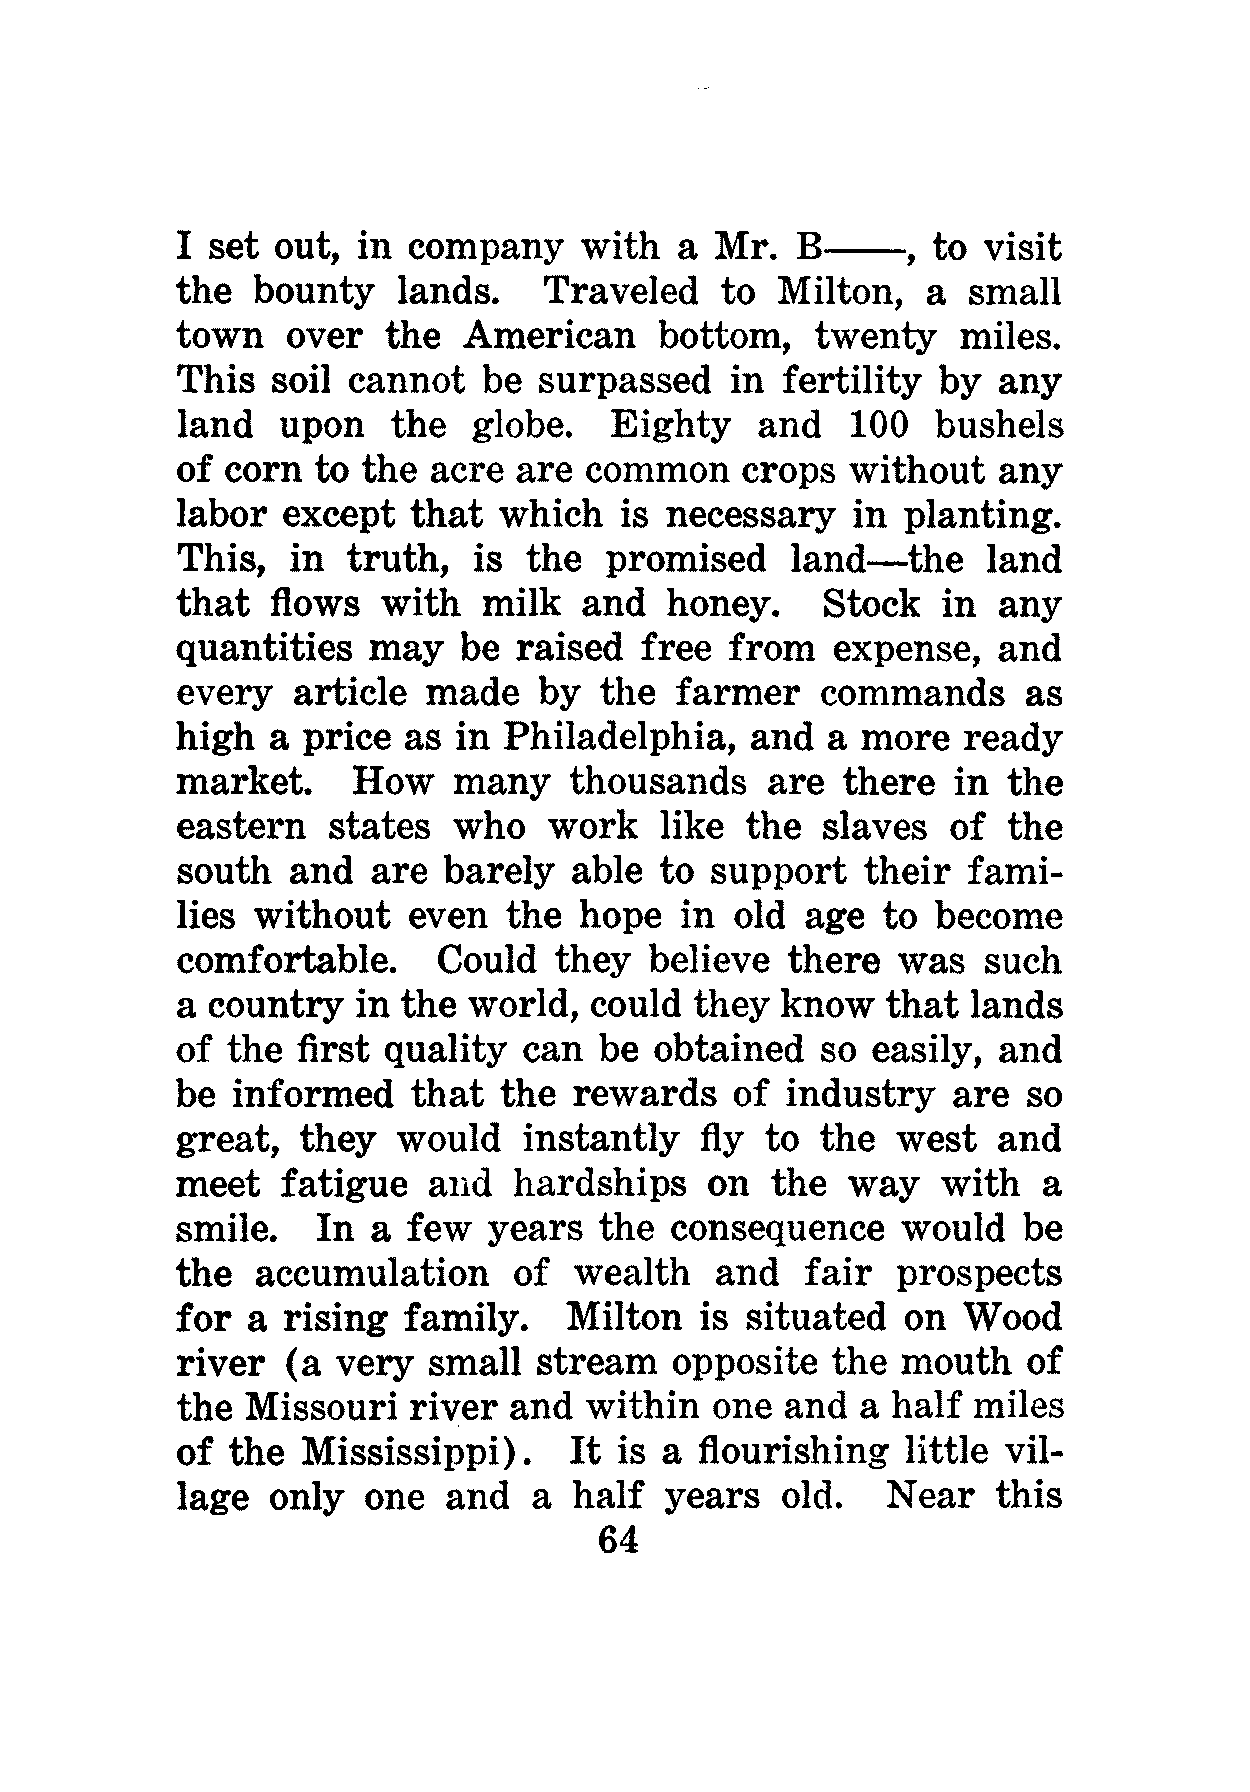 I set out, in company with a Mr. B——, to visit
the bounty lands. Traveled to Milton, a small
town over the American bottom, twenty miles.
This soil cannot be surpassed in fertility by any
land upon the globe. Eighty and 100 bushels
of corn to the acre are common crops without any
labor except that which is necessary in planting.
This, in truth, is the promised land—the land
that flows with milk and honey. Stock in any
quantities may be raised free from expense, and
every article made by the farmer commands as
high a price as in Philadelphia, and a more ready
market. How many thousands are there in the
eastern states who work like the slaves of the
south and are barely able to support their fami-
lies without even the hope in old age to become
comfortable. Could they believe there was such
a country in the world, could they know that lands
of the first quality can be obtained so easily, and
be informed that the rewards of industry are so
great, they would instantly fly to the west and
meet fatigue and hardships on the way with a
smile. In a few years the consequence would be
the accumulation of wealth and fair prospects
for a rising family. Milton is situated on Wood
river (a very small stream opposite the mouth of
the Missouri river and within one and a half miles
of the Mississippi). It is a flourishing little vil-
lage only one and a half years old. Near this
64